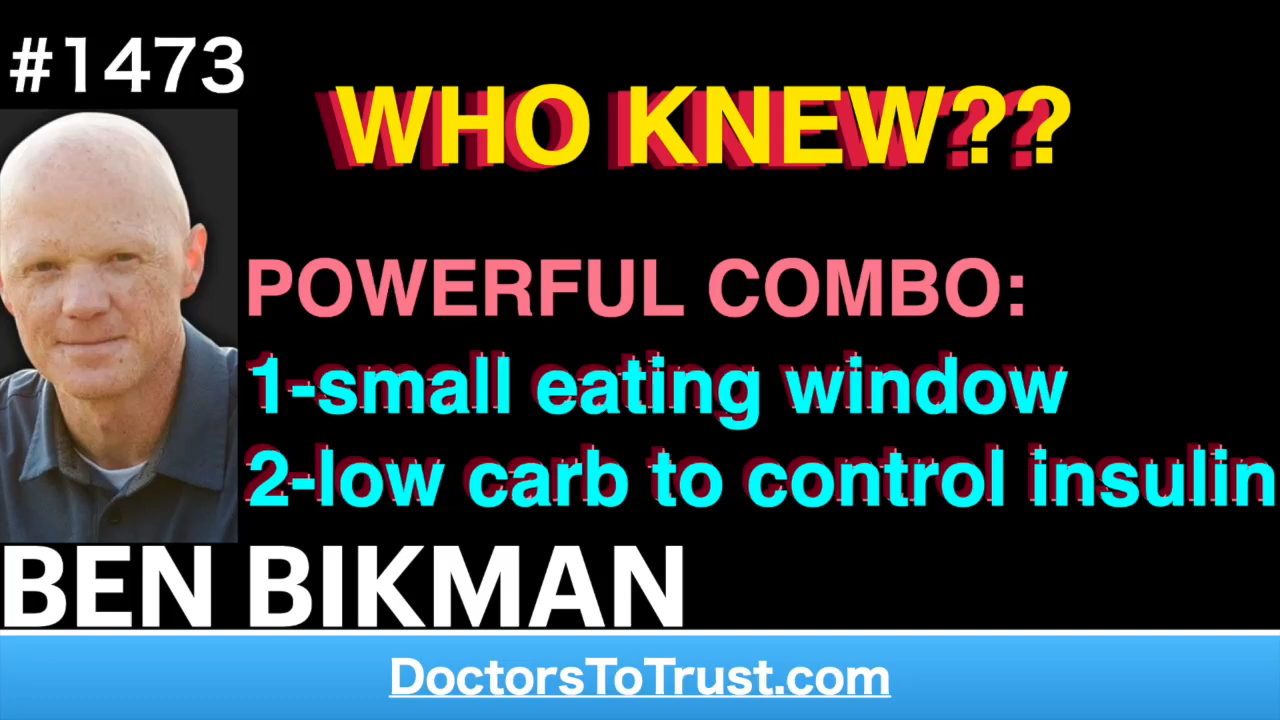 #1473
WHO KNEW??
POWERFUL COMBO:
1-small eating window
2-low carb to control insulin
BEN BIKMAN
DoctorsToTrust.com